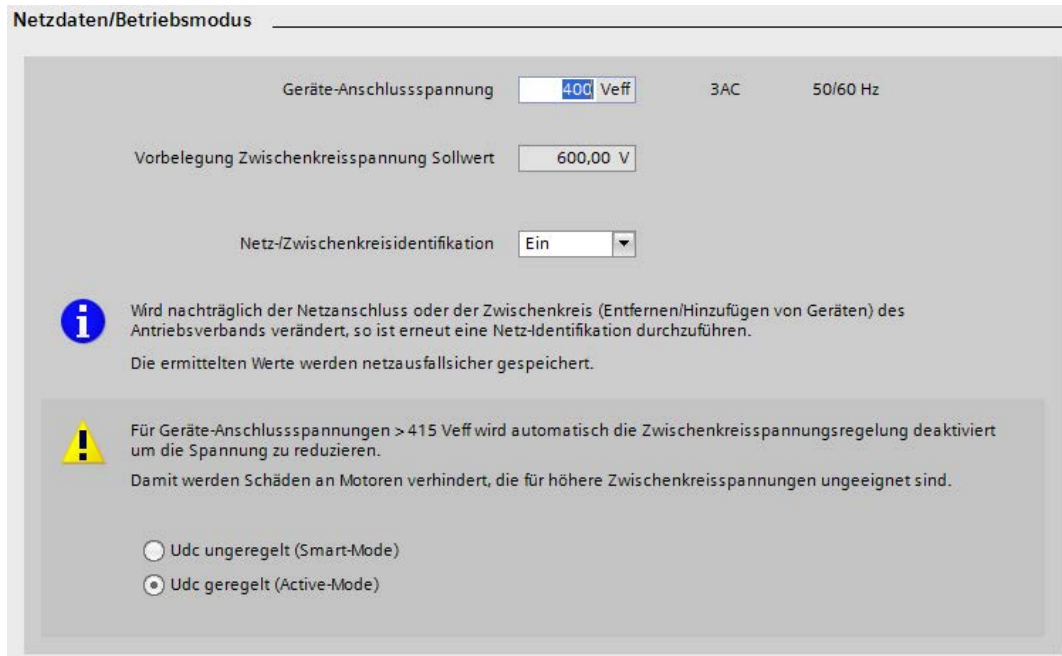 Netzdaten/Betriebsmodus
Geräte-Anschlussspannung 400 Veff 3AC 50/60 Hz
Vorbelegung Zwischenkreisspannung Sollwert 600,00 V
Netz-/Zwischenkreisidentifikation Ein
Wird nachträglich der Netzanschluss oder der Zwischenkreis (Entfernen/Hinzufügen von Geräten) des
Antriebsverbands verändert, so ist erneut eine Netz-Identifikation durchzuführen.
Die ermittelten Werte werden netzausfallsicher gespeichert.
Für Geräte-Anschlussspannungen > 415 Veff wird automatisch die Zwischenkreisspannungsregelung deaktiviert
um die Spannung zu reduzieren.
Damit werden Schäden an Motoren verhindert, die für höhere Zwischenkreisspannungen ungeeignet sind.
Udc ungeregelt (Smart-Mode)
Udc geregelt (Active-Mode)